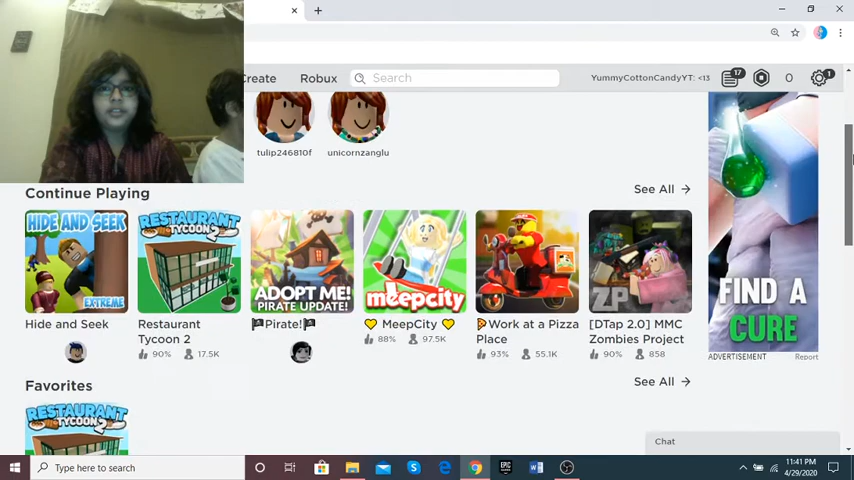 Create
Robux
Search
YummyCottonCandyYT: <13
17
0
1
tulip246810f
unicornzanglu
Continue Playing
See All →
HIDE AND SEEK
EXTREME
RESTAURANT
TYCOON 2
ADOPT ME!
PIRATE UPDATE!
meepcity
ZP
Hide and Seek
Restaurant
Tycoon 2
🏴Pirate!🏴
💛 MeepCity 💛
🍕Work at a Pizza
Place
[DTap 2.0] MMC
Zombies Project
90%
17.5K
88%
97.5K
93%
55.1K
90%
858
FIND A
CURE
ADVERTISEMENT
Report
Favorites
See All →
RESTAURANT
TYCOON 2
Chat
Type here to search
EPIC
11:41 PM
4/29/2020